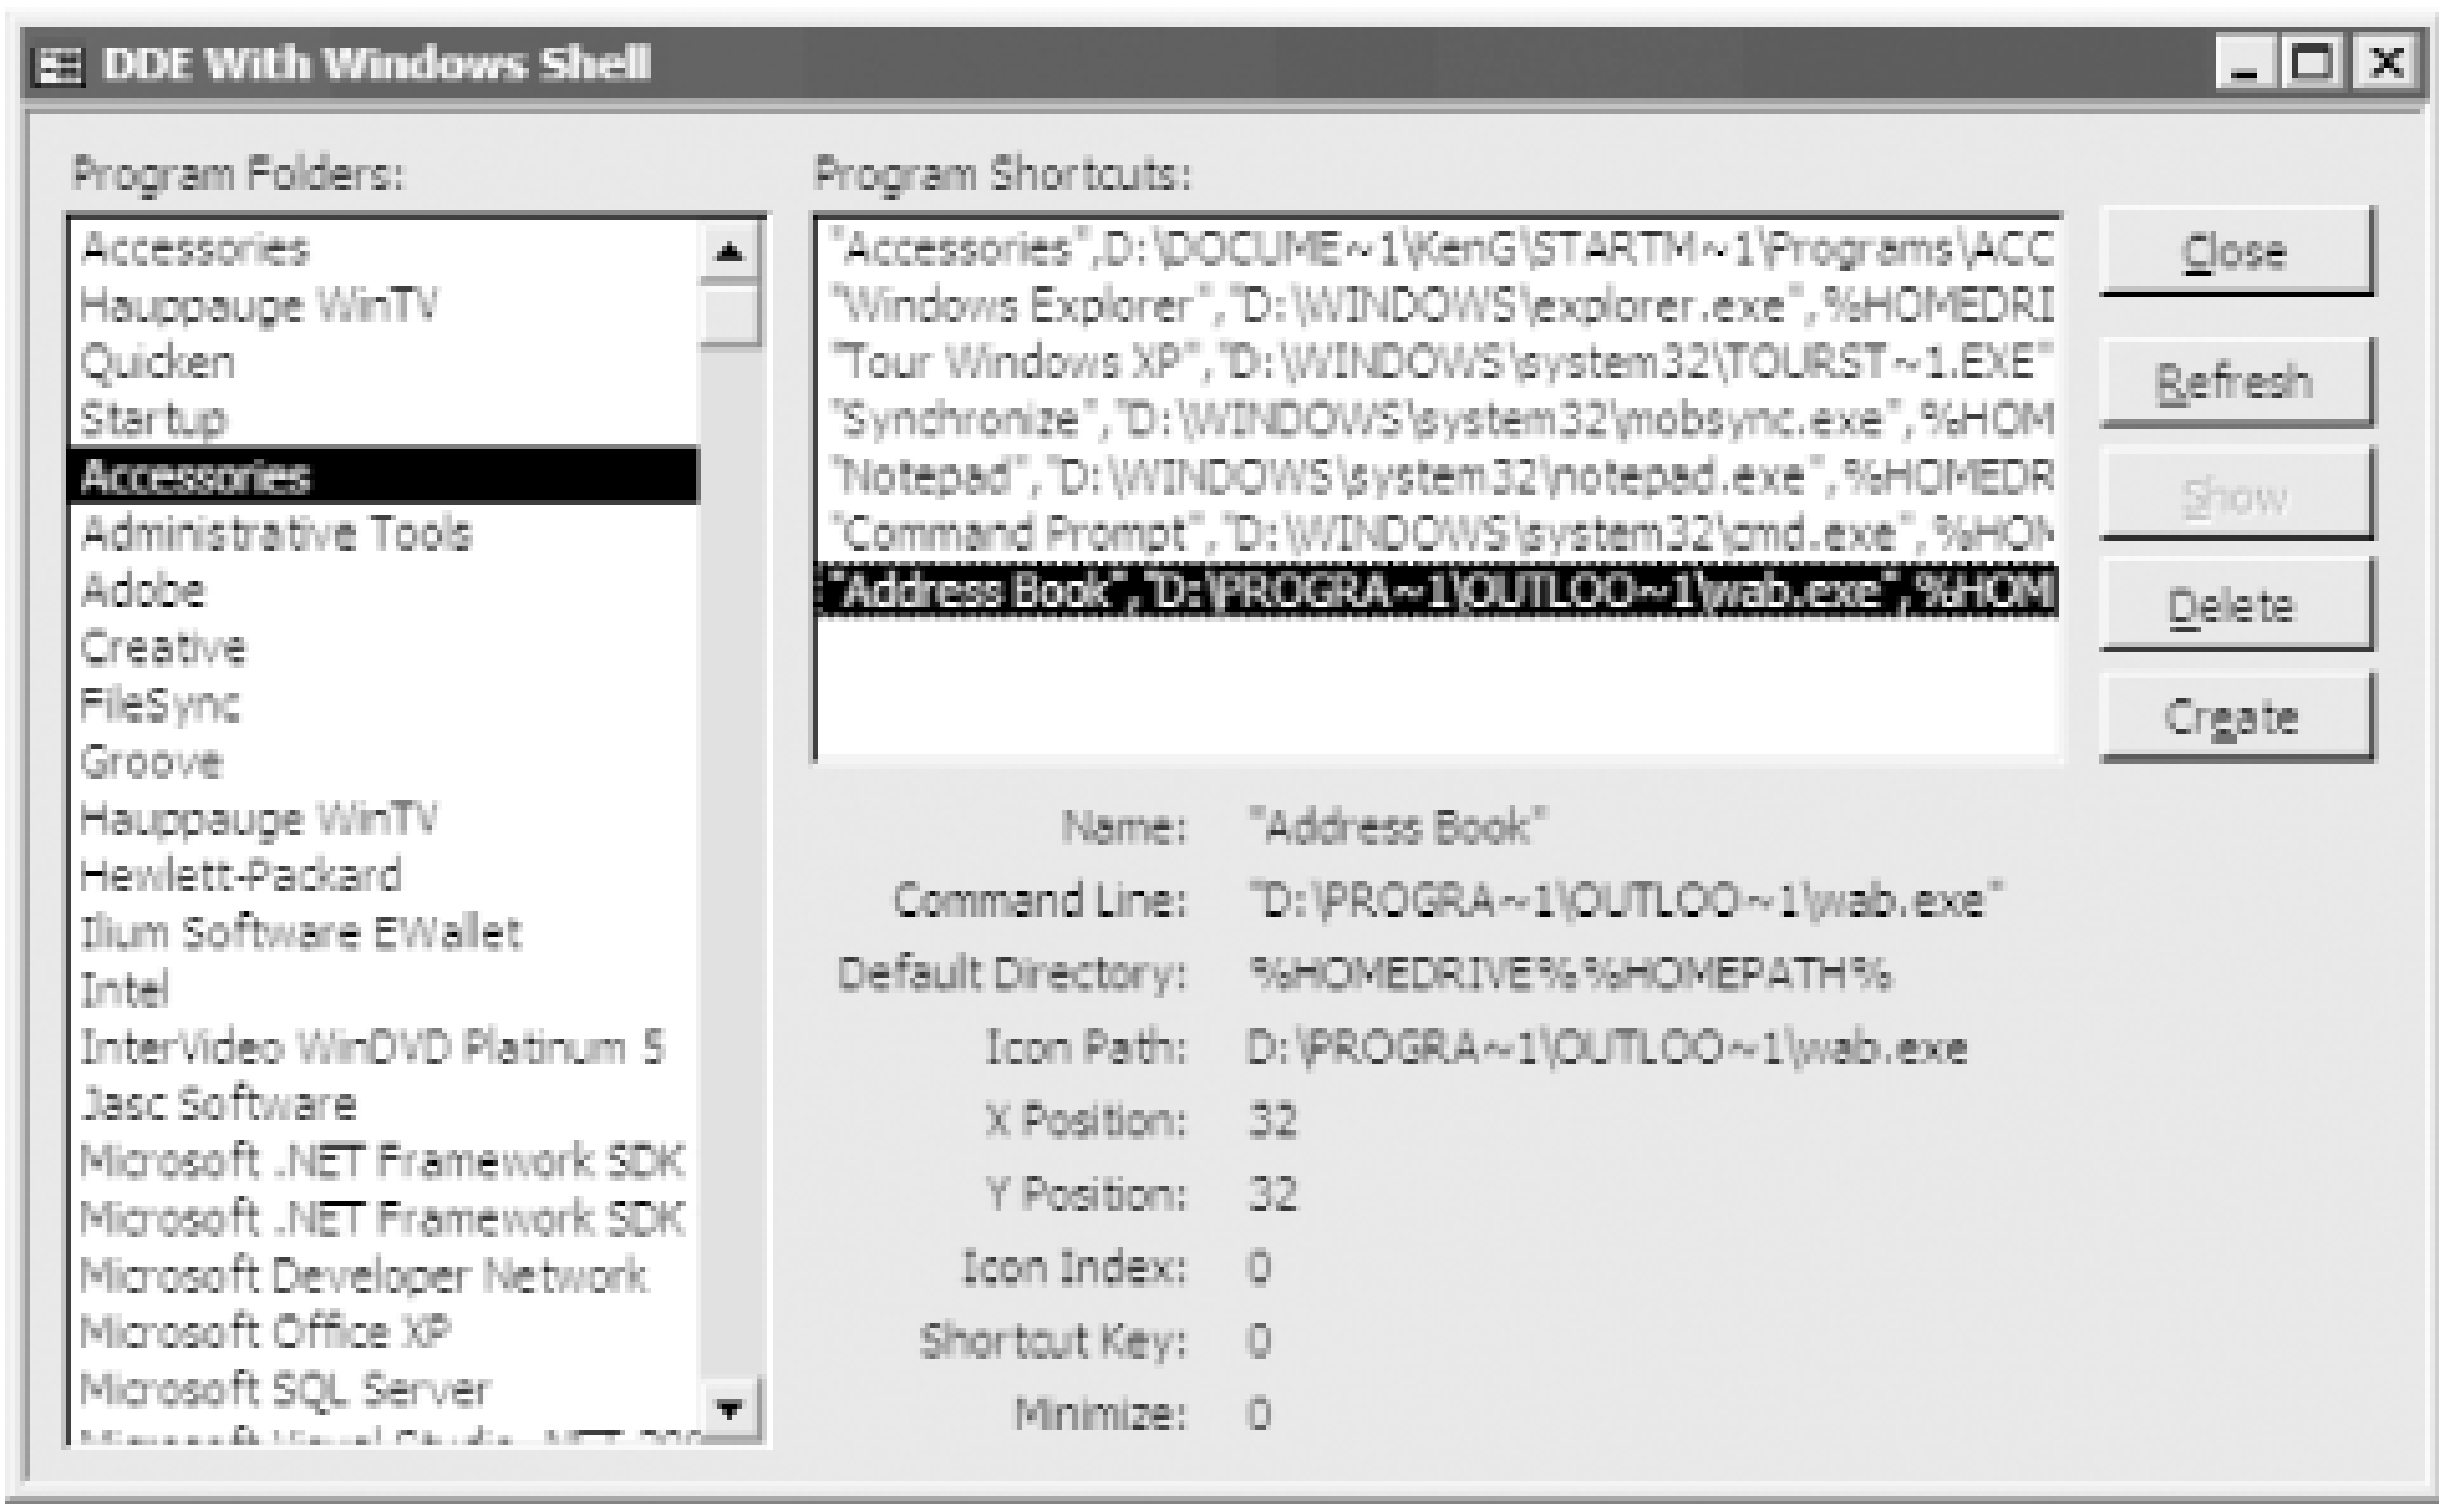 DDE With Windows Shell
Program Folders:
Accessories
Hauppauge WinTV
Quicken
Startup
Accessories
Administrative Tools
Adobe
Creative
FileSync
Groove
Hauppauge WinTV
Hewlett-Packard
Ilium Software EWallet
Intel
InterVideo WinDVD Platinum 5
Jasc Software
Microsoft .NET Framework SDK
Microsoft .NET Framework SDK
Microsoft Developer Network
Microsoft Office XP
Microsoft SQL Server
Program Shortcuts:
"Accessories",D:\DOCUME~1\KenG\STARTM~1\Programs\ACC
"Windows Explorer","D:\WINDOWS\explorer.exe",%HOMEDRI
"Tour Windows XP","D:\WINDOWS\system32\TOURST~1.EXE"
"Synchronize","D:\WINDOWS\system32\mobsync.exe",%HOM
"Notepad","D:\WINDOWS\system32\notepad.exe",%HOMEDR
"Command Prompt","D:\WINDOWS\system32\cmd.exe",%HOM
"Address Book","D:\PROGRA~1\OUTLOO~1\wab.exe",%HOM
Close
Refresh
Show
Delete
Create
Name: "Address Book"
Command Line: "D:\PROGRA~1\OUTLOO~1\wab.exe"
Default Directory: %HOMEDRIVE%%HOMEPATH%
Icon Path: D:\PROGRA~1\OUTLOO~1\wab.exe
X Position: 32
Y Position: 32
Icon Index: 0
Shortcut Key: 0
Minimize: 0